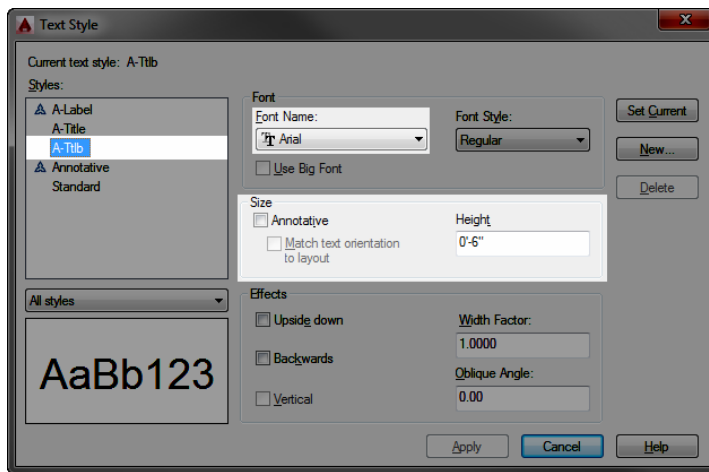 Text Style
Current text style: A-Ttlb
Styles:
A-Label
A-Title
A-Ttlb
Annotative
Standard
All styles
AaBb123
Font
Font Name:
Arial
Font Style:
Regular
Use Big Font
Size
Annotative
Match text orientation
to layout
Height
0'-6"
Effects
Upside down
Backwards
Vertical
Width Factor:
1.0000
Oblique Angle:
0.00
Set Current
New...
Delete
Apply
Cancel
Help